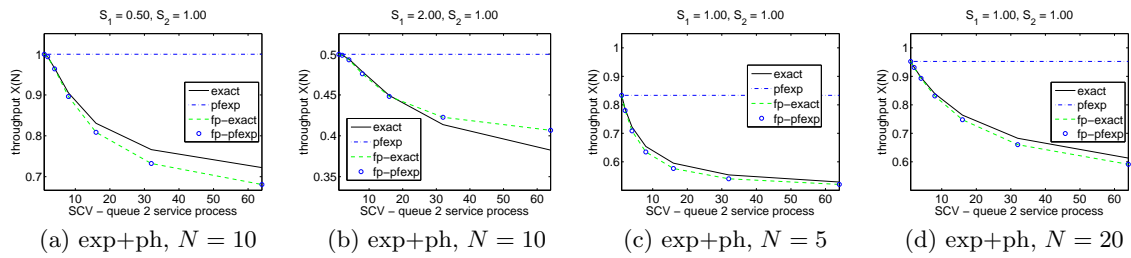 S1 = 0.50, S2 = 1.00
throughput X(N)
1
0.9
0.8
0.7
exact
pfexp
fp−exact
fp−pfexp
10 20 30 40 50 60
SCV − queue 2 service process
(a) exp+ph, N = 10
S1 = 2.00, S2 = 1.00
throughput X(N)
0.5
0.45
0.4
0.35
exact
pfexp
fp−exact
fp−pfexp
10 20 30 40 50 60
SCV − queue 2 service process
(b) exp+ph, N = 10
S1 = 1.00, S2 = 1.00
throughput X(N)
1
0.9
0.8
0.7
0.6
exact
pfexp
fp−exact
fp−pfexp
10 20 30 40 50 60
SCV − queue 2 service process
(c) exp+ph, N = 5
S1 = 1.00, S2 = 1.00
throughput X(N)
1
0.9
0.8
0.7
0.6
exact
pfexp
fp−exact
fp−pfexp
10 20 30 40 50 60
SCV − queue 2 service process
(d) exp+ph, N = 20